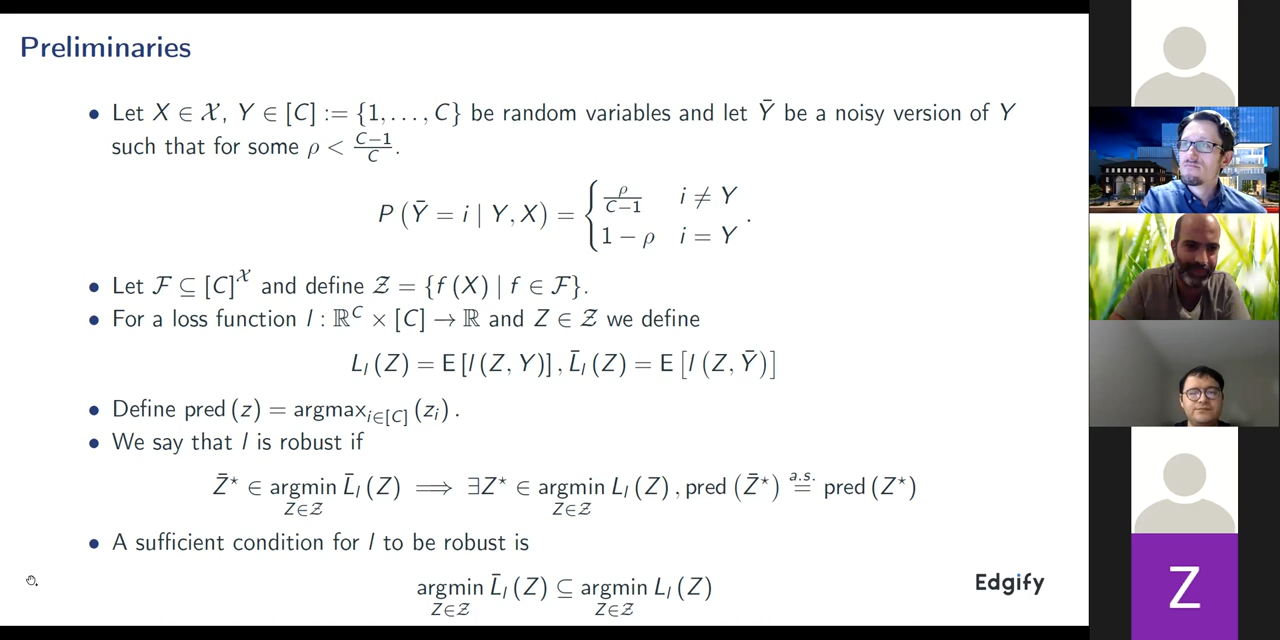 Preliminaries
• Let X ∈ 𝒳, Y ∈ [C] := {1, . . . , C} be random variables and let Ȳ be a noisy version of Y
such that for some ρ < (C−1)/C.
P (Ȳ = i | Y, X) = { ρ/(C−1) i ≠ Y
1 − ρ i = Y .
• Let ℱ ⊆ [C]^𝒳 and define 𝒵 = {f (X) | f ∈ ℱ}.
• For a loss function l : ℝ^C × [C] → ℝ and Z ∈ 𝒵 we define
L_l (Z) = E [l (Z, Y)] , L̄_l (Z) = E [l (Z, Ȳ)]
• Define pred (z) = argmax_{i∈[C]} (z_i) .
• We say that l is robust if
Z̄* ∈ argmin_{Z∈𝒵} L̄_l (Z) ⟹ ∃Z* ∈ argmin_{Z∈𝒵} L_l (Z) , pred (Z̄*) =^{a.s.} pred (Z*)
• A sufficient condition for l to be robust is
argmin_{Z∈𝒵} L̄_l (Z) ⊆ argmin_{Z∈𝒵} L_l (Z)
Edgify
Z